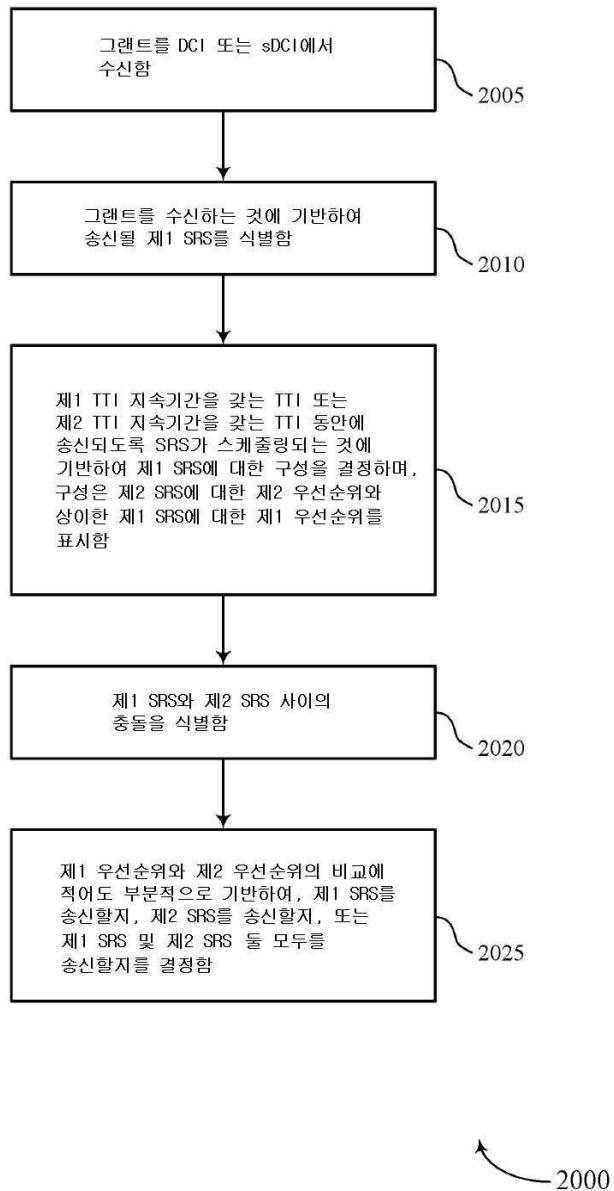 그랜트를 DCI 또는 sDCI에서
수신함
2005
그랜트를 수신하는 것에 기반하여
송신될 제1 SRS를 식별함
2010
제1 TTI 지속기간을 갖는 TTI 또는
제2 TTI 지속기간을 갖는 TTI 동안에
송신되도록 SRS가 스케줄링되는 것에
기반하여 제1 SRS에 대한 구성을 결정하며,
구성은 제2 SRS에 대한 제2 우선순위와
상이한 제1 SRS에 대한 제1 우선순위를
표시함
2015
제1 SRS와 제2 SRS 사이의
충돌을 식별함
2020
제1 우선순위와 제2 우선순위의 비교에
적어도 부분적으로 기반하여, 제1 SRS를
송신할지, 제2 SRS를 송신할지, 또는
제1 SRS 및 제2 SRS 둘 모두를
송신할지를 결정함
2025
2000